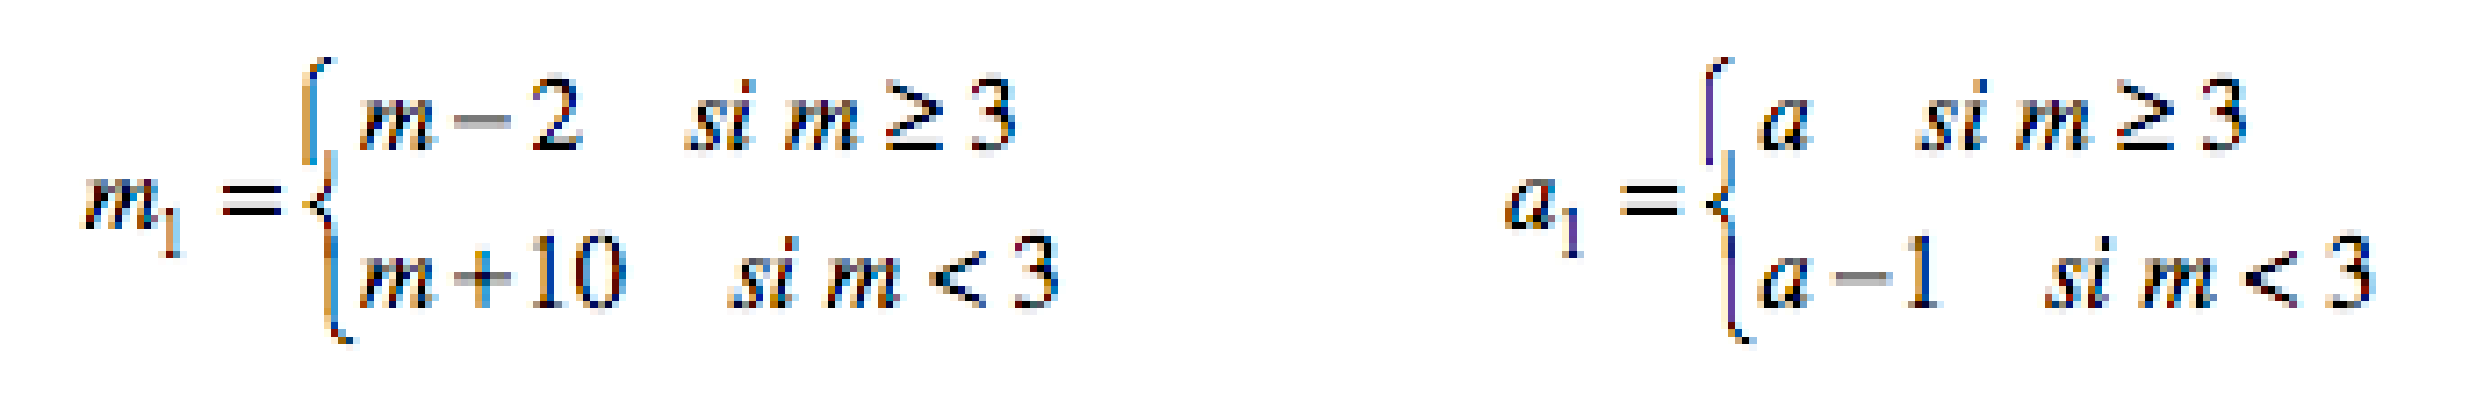 m₁ = { m − 2 si m ≥ 3
m + 10 si m < 3
a₁ = { a si m ≥ 3
a − 1 si m < 3